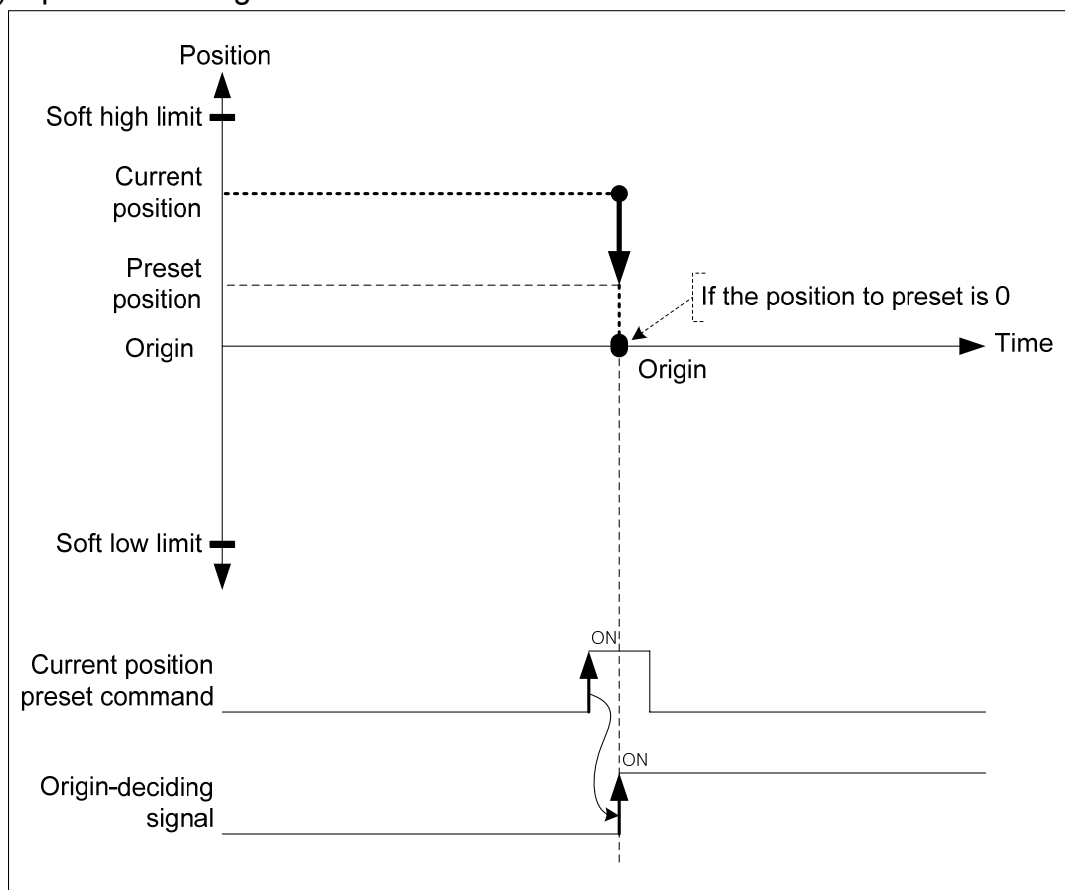 Position
Soft high limit
Current
position
Preset
position
If the position to preset is 0
Origin
Time
Origin
Soft low limit
ON
Current position
preset command
ON
Origin-deciding
signal